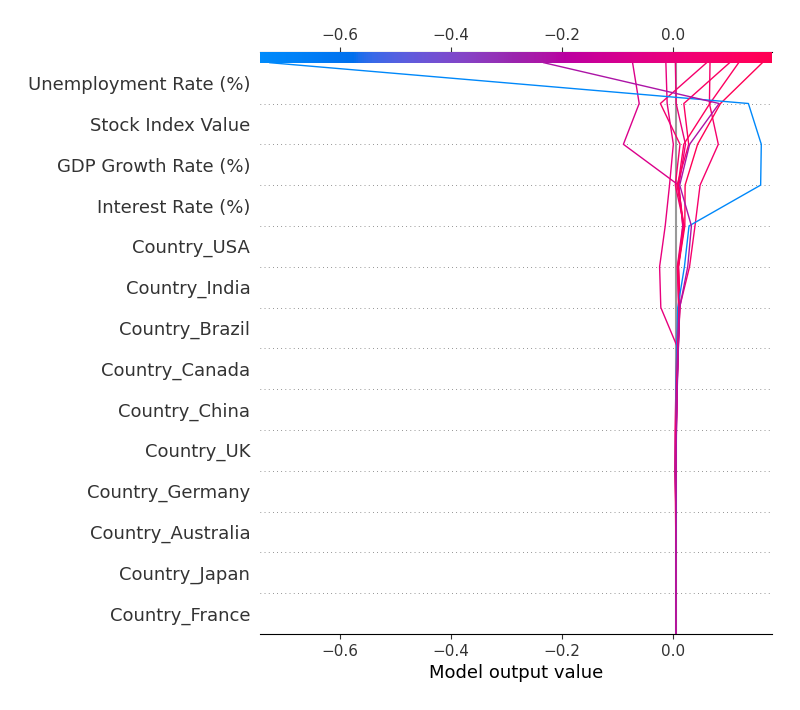 −0.6 −0.4 −0.2 0.0
Unemployment Rate (%)
Stock Index Value
GDP Growth Rate (%)
Interest Rate (%)
Country_USA
Country_India
Country_Brazil
Country_Canada
Country_China
Country_UK
Country_Germany
Country_Australia
Country_Japan
Country_France
−0.6 −0.4 −0.2 0.0
Model output value